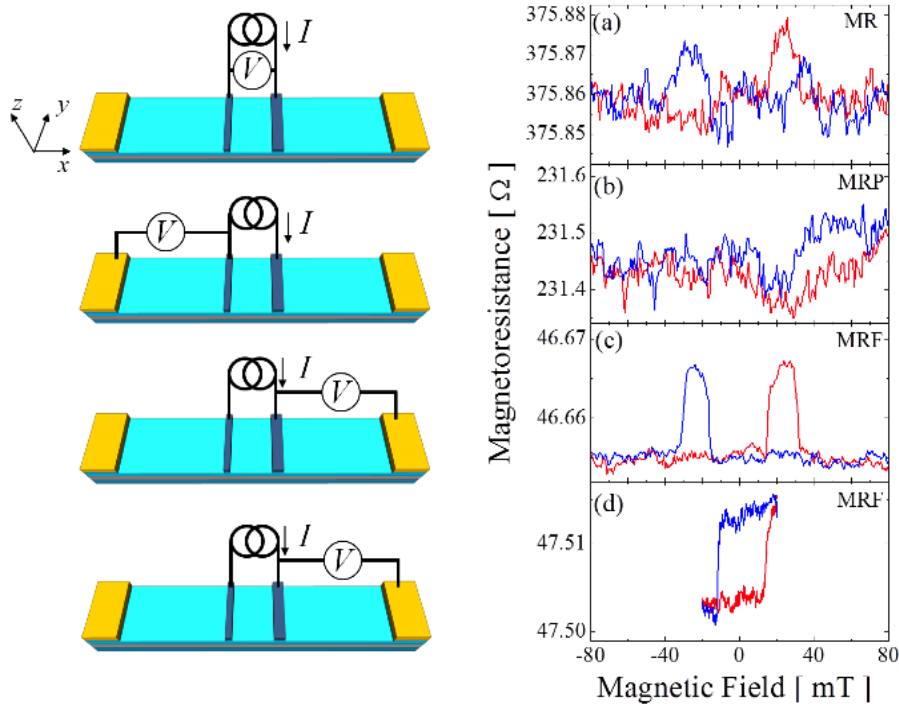 I
V
z
y
x
V
I
I
V
I
V
Magnetoresistance [ Ω ]
375.88
375.87
375.86
375.85
(a)
MR
231.6
231.5
231.4
(b)
MRP
46.67
46.66
(c)
MRF
47.51
47.50
(d)
MRF
-80 -40 0 40 80
Magnetic Field [ mT ]